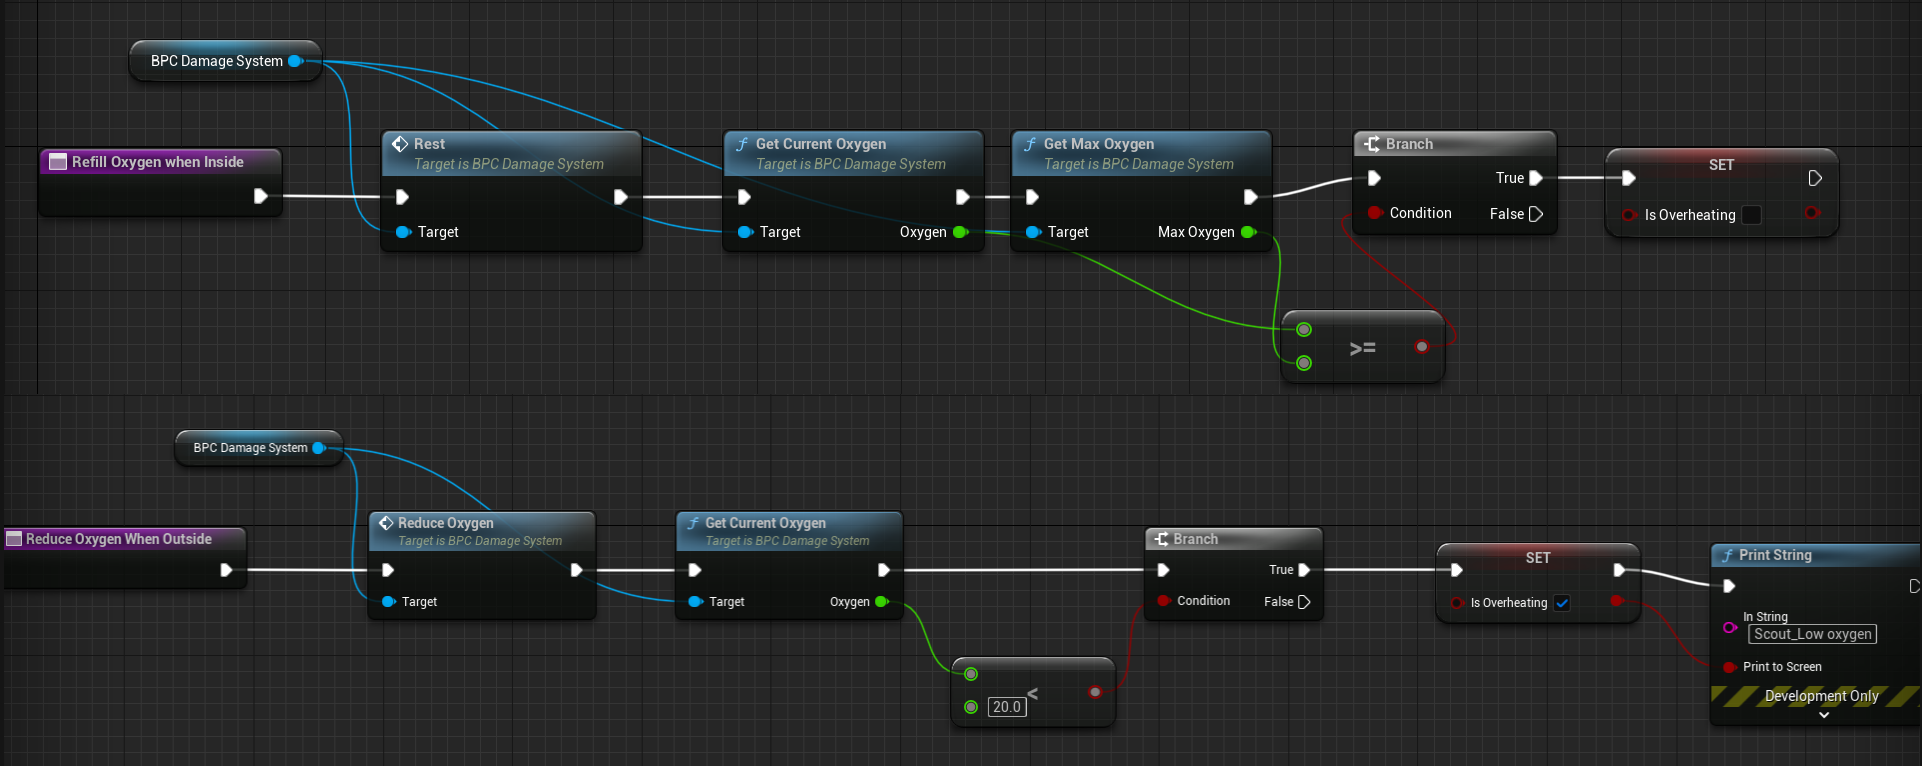 BPC Damage System
Refill Oxygen when Inside
Rest
Target is BPC Damage System
Target
Get Current Oxygen
Target is BPC Damage System
Target
Oxygen
Get Max Oxygen
Target is BPC Damage System
Target
Max Oxygen
Branch
True
Condition
False
SET
Is Overheating
>=
BPC Damage System
Reduce Oxygen When Outside
Reduce Oxygen
Target is BPC Damage System
Target
Get Current Oxygen
Target is BPC Damage System
Target
Oxygen
<
20.0
Branch
True
Condition
False
SET
Is Overheating
Print String
In String
Scout_Low oxygen
Print to Screen
Development Only